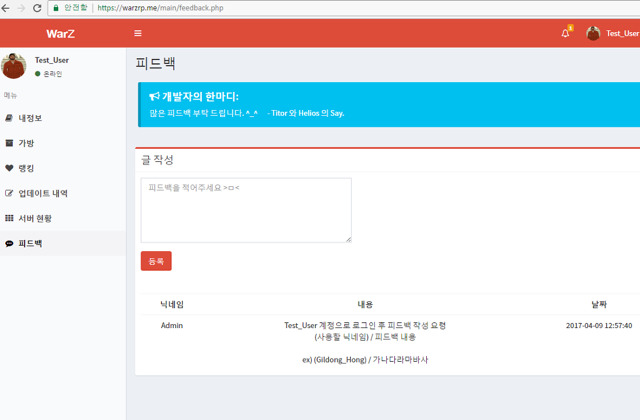 안전함 | https://warzrp.me/main/feedback.php
WarZ
Test_User
Test_User
온라인
메뉴
내정보
가방
랭킹
업데이트 내역
서버 현황
피드백
피드백
개발자의 한마디:
많은 피드백 부탁 드립니다. ^_^ - Titor 와 Helios 의 Say.
글 작성
피드백을 적어주세요 >ㅁ<
등록
닉네임 내용 날짜
Admin Test_User 계정으로 로그인 후 피드백 작성 요령 2017-04-09 12:57:40
(사용할 닉네임) / 피드백 내용
ex) (Gildong_Hong) / 가나다라마바사